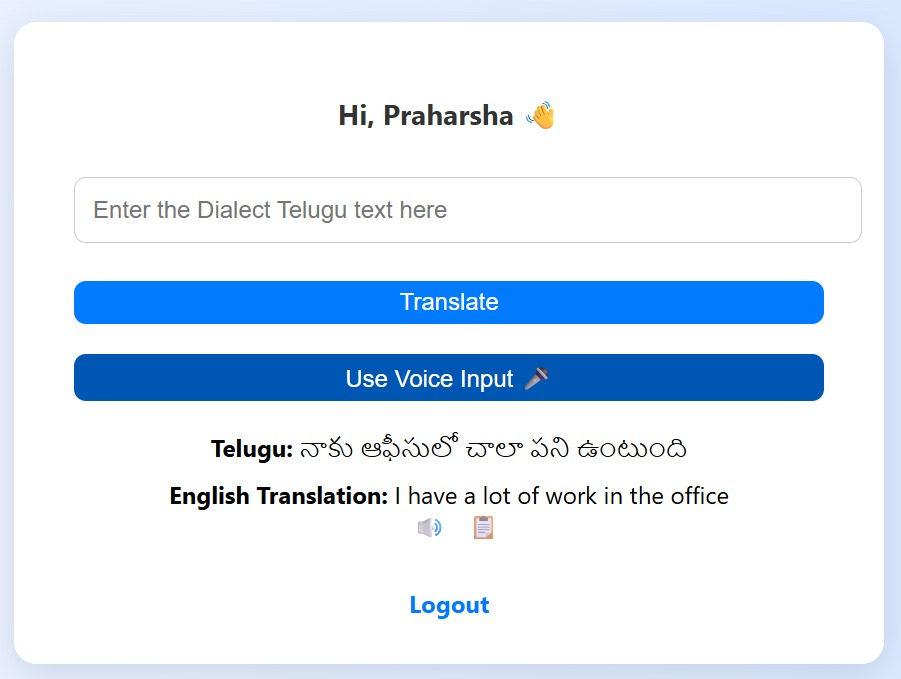 Hi, Praharsha 👋
Enter the Dialect Telugu text here
Translate
Use Voice Input 🎤
Telugu: నాకు ఆఫీసులో చాలా పని ఉంటుంది
English Translation: I have a lot of work in the office
🔊 📋
Logout